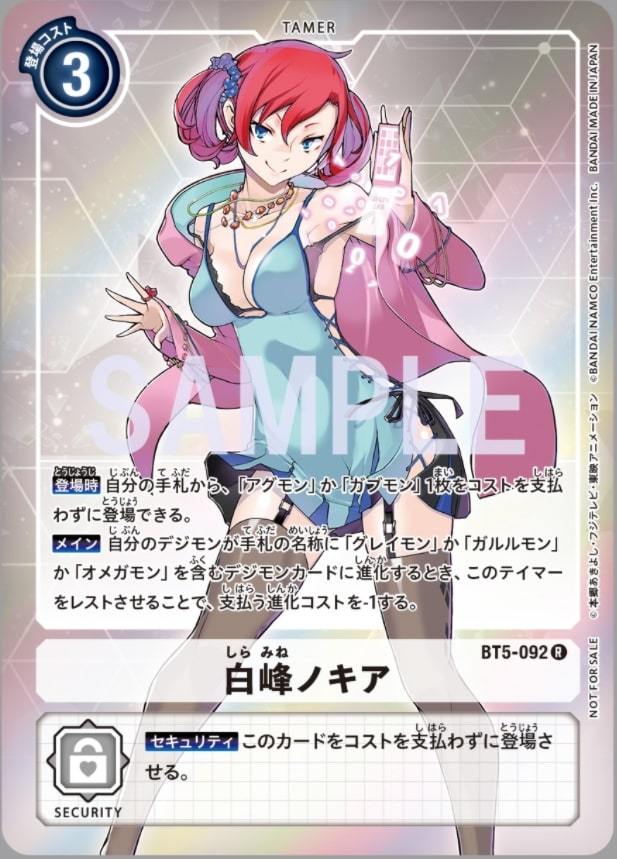 TAMER
登場コスト
3
SAMPLE
登場時 自分の手札から、「アグモン」か「ガブモン」1枚をコストを支払
わずに登場できる。
メイン 自分のデジモンが手札の名称に「グレイモン」か「ガルルモン」
か「オメガモン」を含むデジモンカードに進化するとき、このテイマー
をレストさせることで、支払う進化コストを-1する。
しら みね
白峰ノキア
BT5-092 R
セキュリティ このカードをコストを支払わずに登場さ
せる。
SECURITY
©本郷あきよし・フジテレビ・東映アニメーション ©BANDAI NAMCO Entertainment Inc. BANDAI MADE IN JAPAN
NOT FOR SALE